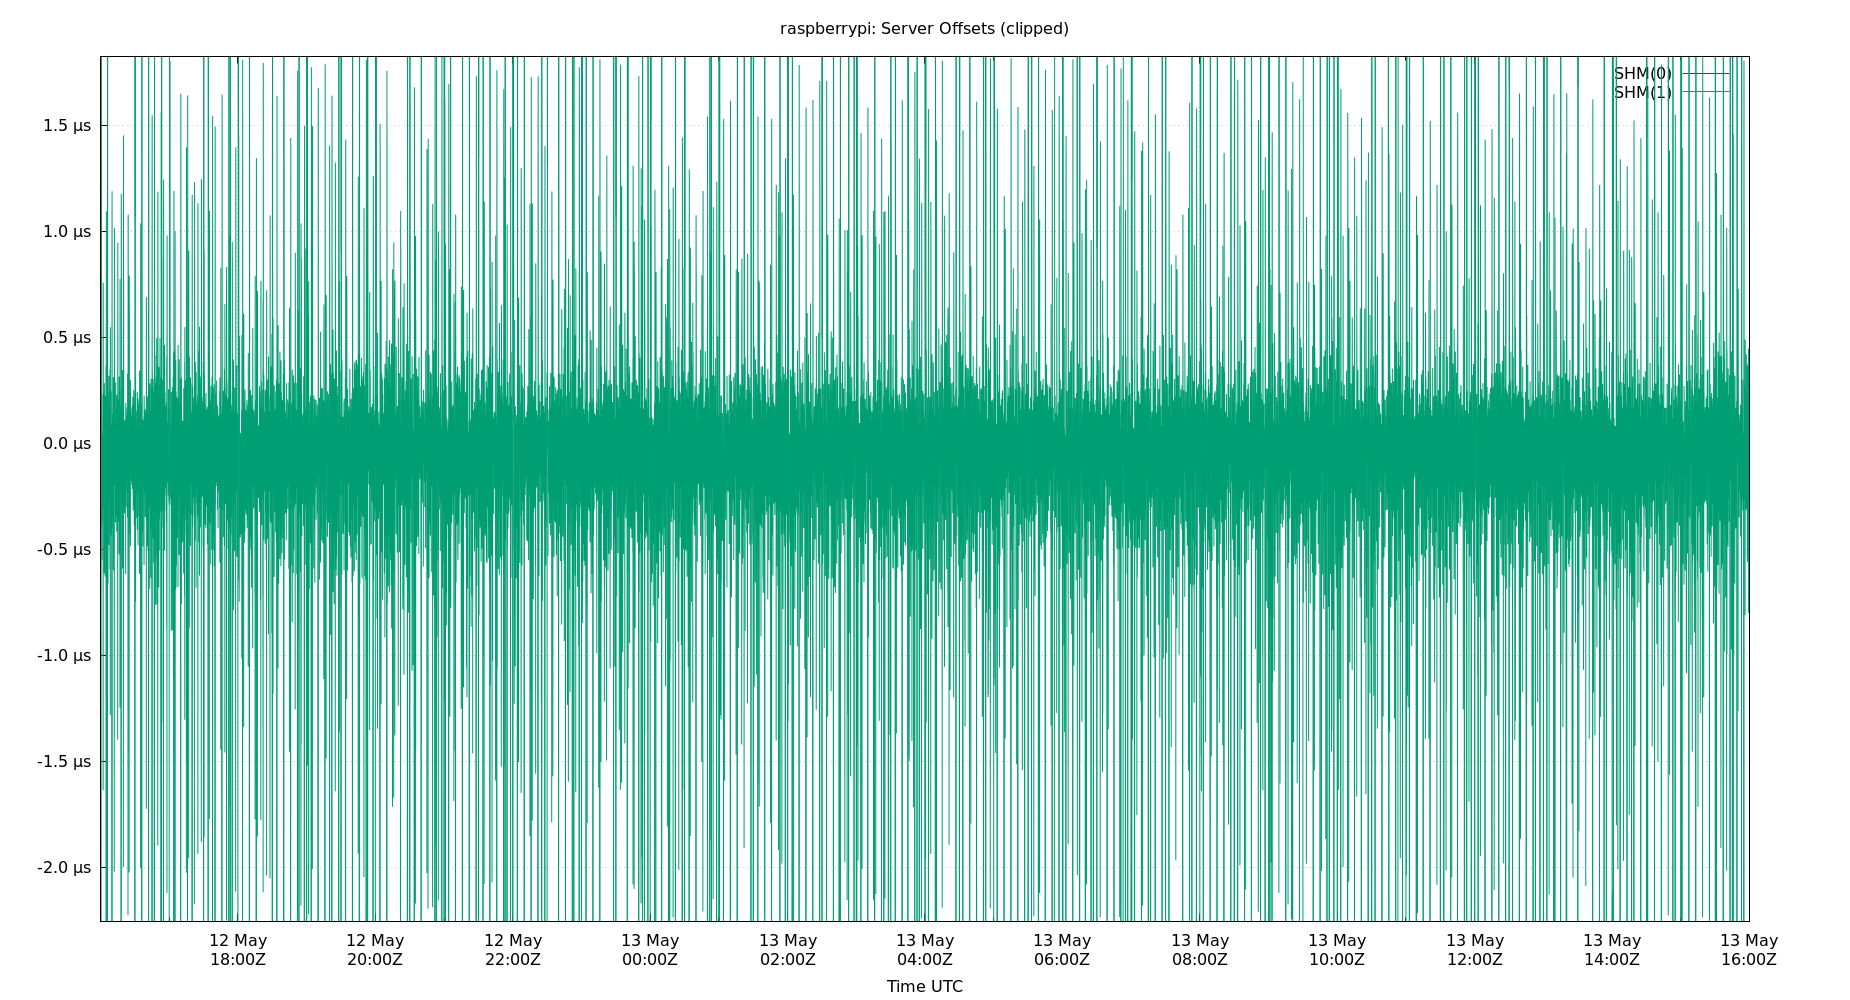 raspberrypi: Server Offsets (clipped)
SHM(0)
SHM(1)
1.5 µs
1.0 µs
0.5 µs
0.0 µs
-0.5 µs
-1.0 µs
-1.5 µs
-2.0 µs
12 May 12 May 12 May 13 May 13 May 13 May 13 May 13 May 13 May 13 May 13 May 13 May
18:00Z 20:00Z 22:00Z 00:00Z 02:00Z 04:00Z 06:00Z 08:00Z 10:00Z 12:00Z 14:00Z 16:00Z
Time UTC